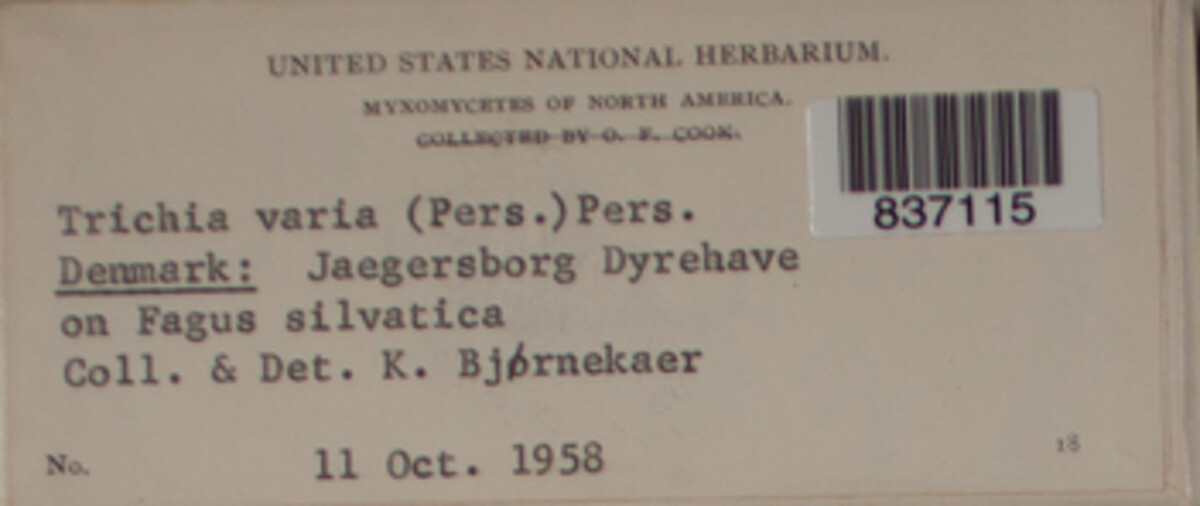 UNITED STATES NATIONAL HERBARIUM.
MYXOMYCETES OF NORTH AMERICA.
COLLECTED BY O. F. COOK.
837115
Trichia varia (Pers.)Pers.
Denmark: Jaegersborg Dyrehave
on Fagus silvatica
Coll. & Det. K. Bjørnekaer
No. 11 Oct. 1958 18